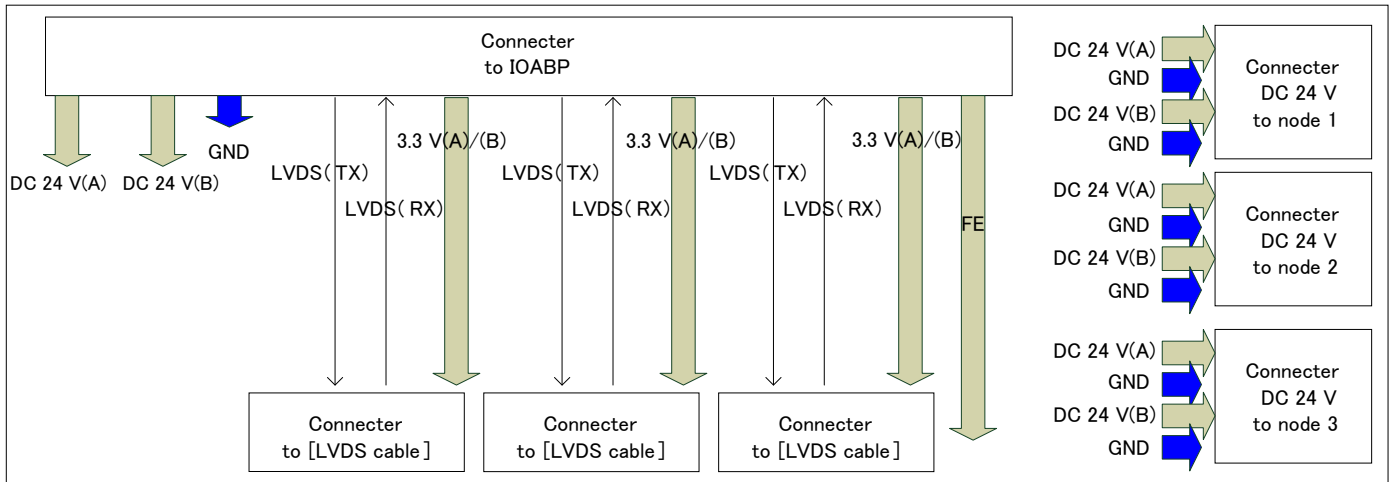 Connecter
to IOABP
DC 24 V(A)
DC 24 V(B)
GND
LVDS( TX)
LVDS( RX)
3.3 V(A)/(B)
LVDS( TX)
LVDS( RX)
3.3 V(A)/(B)
LVDS( TX)
LVDS( RX)
3.3 V(A)/(B)
FE
Connecter
to [LVDS cable]
Connecter
to [LVDS cable]
Connecter
to [LVDS cable]
DC 24 V(A)
GND
DC 24 V(B)
GND
Connecter
DC 24 V
to node 1
DC 24 V(A)
GND
DC 24 V(B)
GND
Connecter
DC 24 V
to node 2
DC 24 V(A)
GND
DC 24 V(B)
GND
Connecter
DC 24 V
to node 3